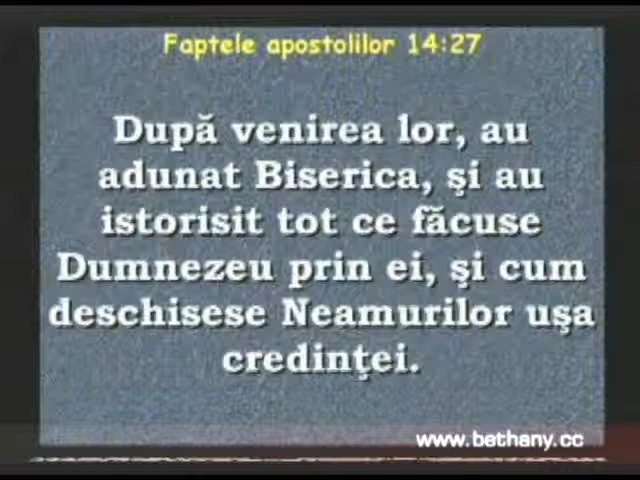 Faptele apostolilor 14:27
După venirea lor, au
adunat Biserica, şi au
istorisit tot ce făcuse
Dumnezeu prin ei, şi cum
deschisese Neamurilor uşa
credinţei.
www.bethany.cc